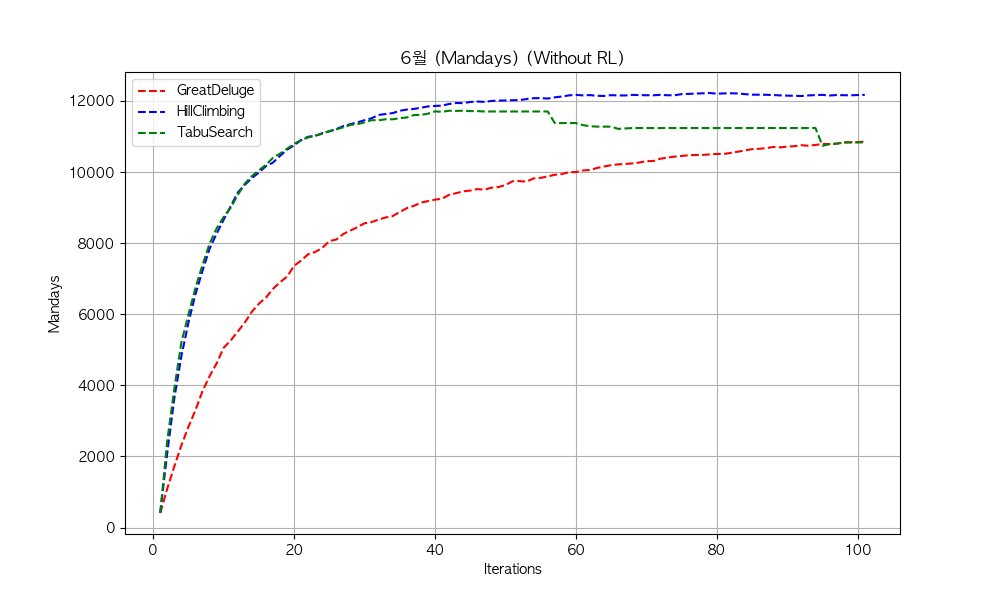 6월 (Mandays) (Without RL)
GreatDeluge
HillClimbing
TabuSearch
Mandays
12000
10000
8000
6000
4000
2000
0
0 20 40 60 80 100
Iterations